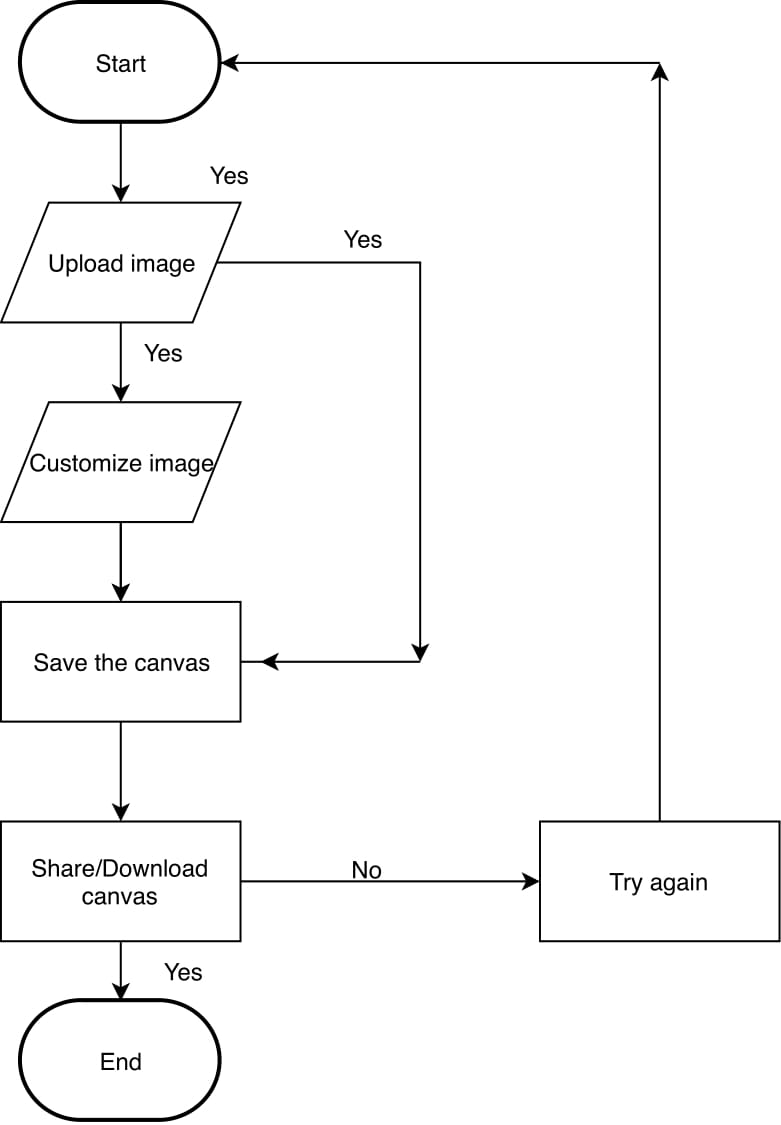 Start
Yes
Yes
Upload image
Yes
Customize image
Save the canvas
Share/Download
canvas
No
Try again
Yes
End